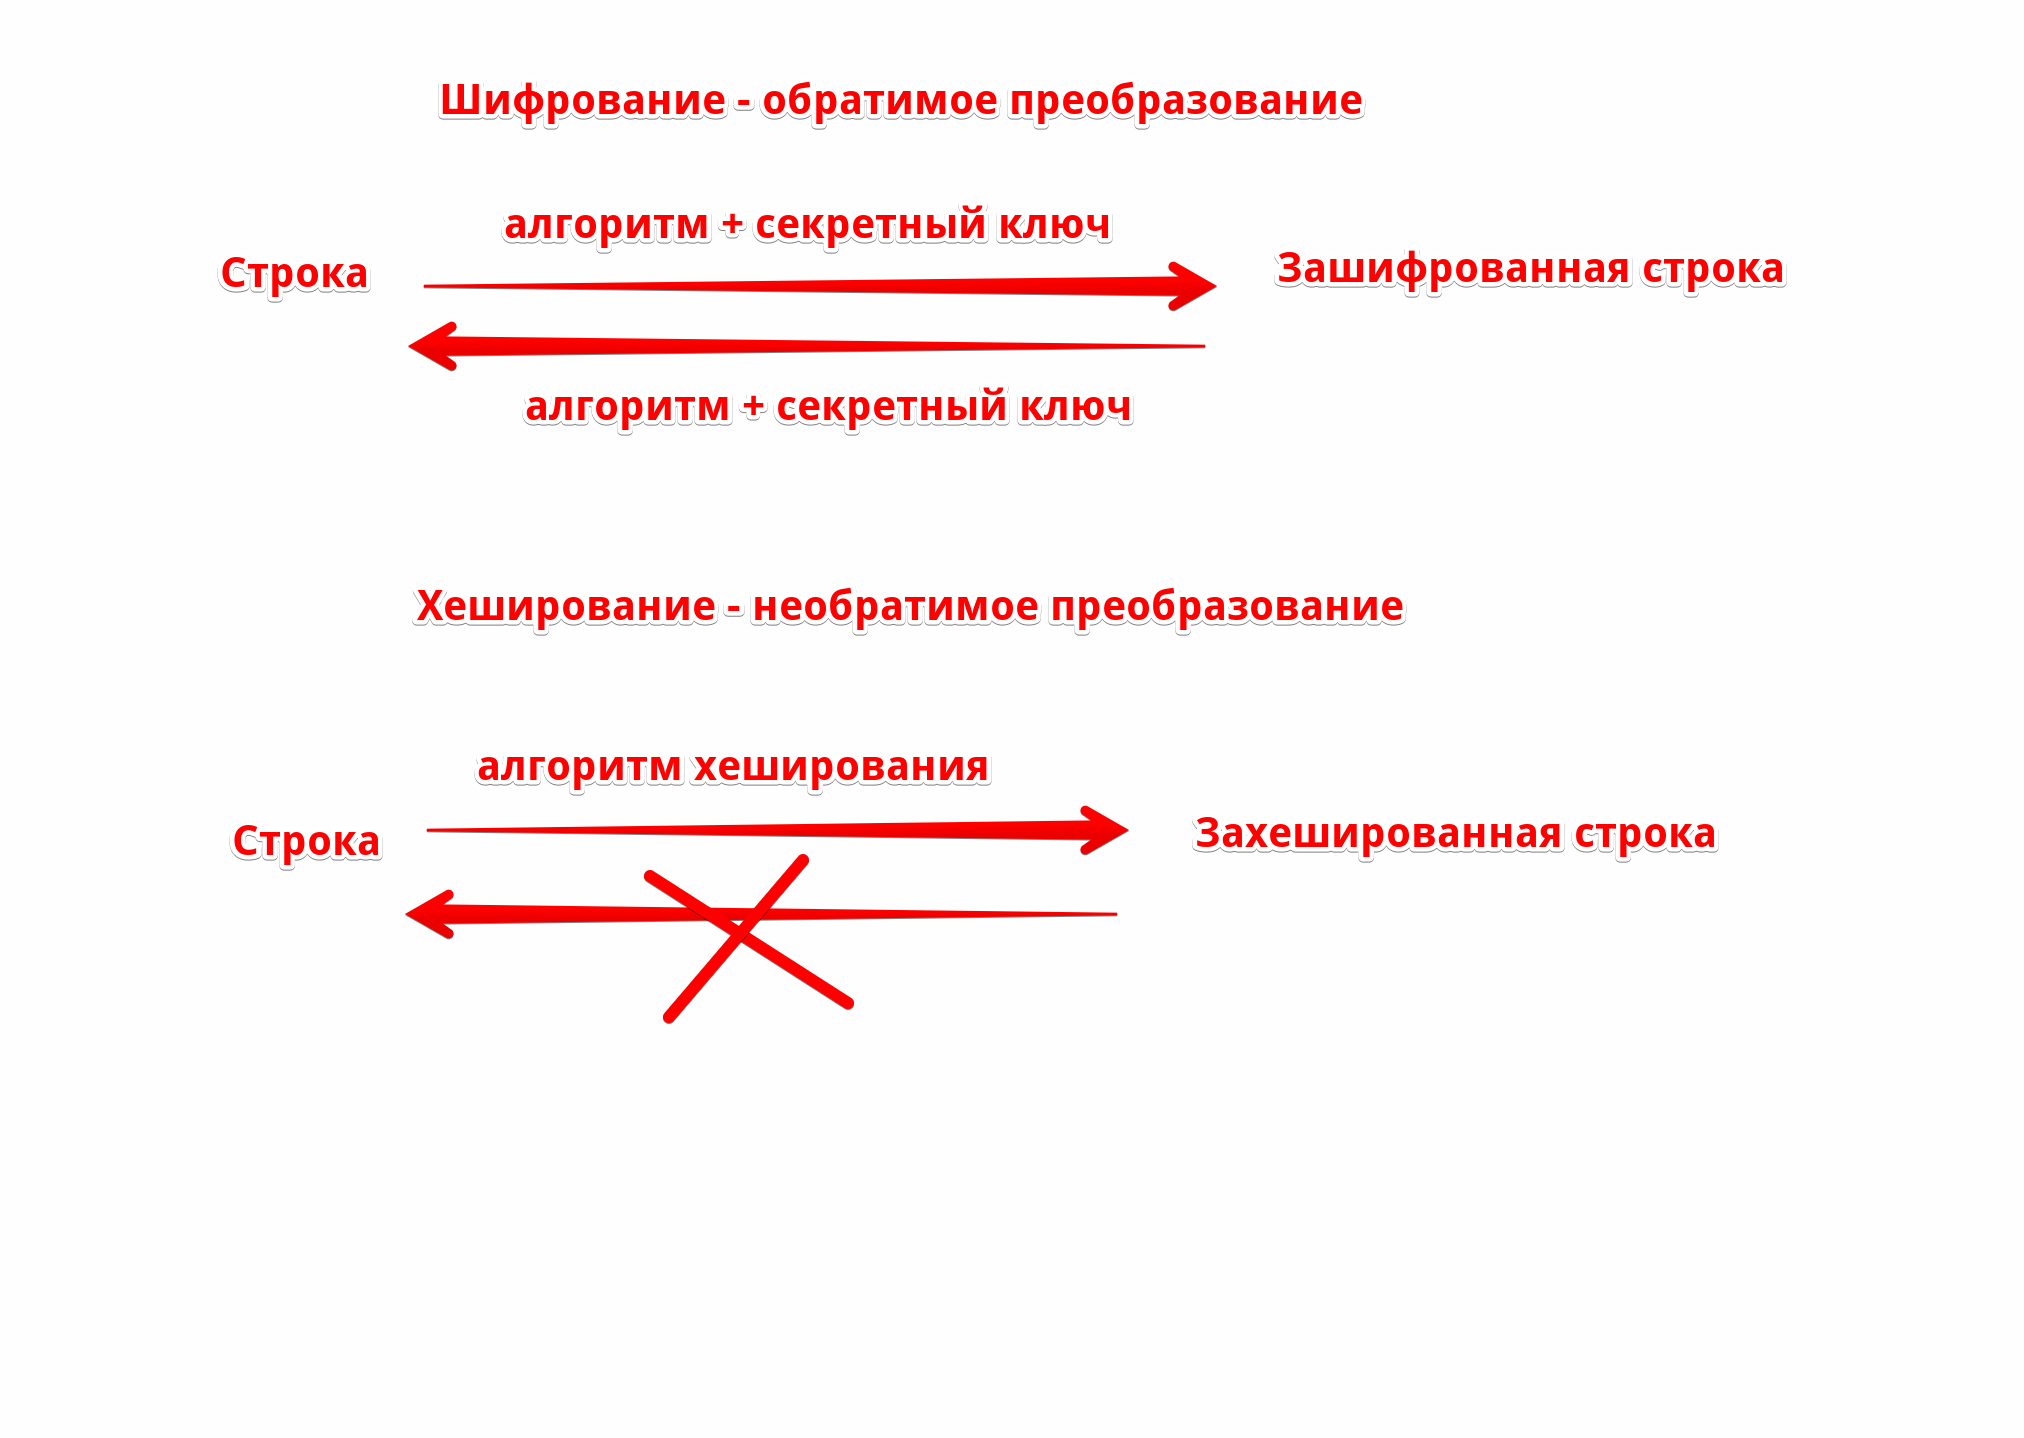 Шифрование - обратимое преобразование
алгоритм + секретный ключ
Строка
Зашифрованная строка
алгоритм + секретный ключ
Хеширование - необратимое преобразование
алгоритм хеширования
Строка
Захешированная строка